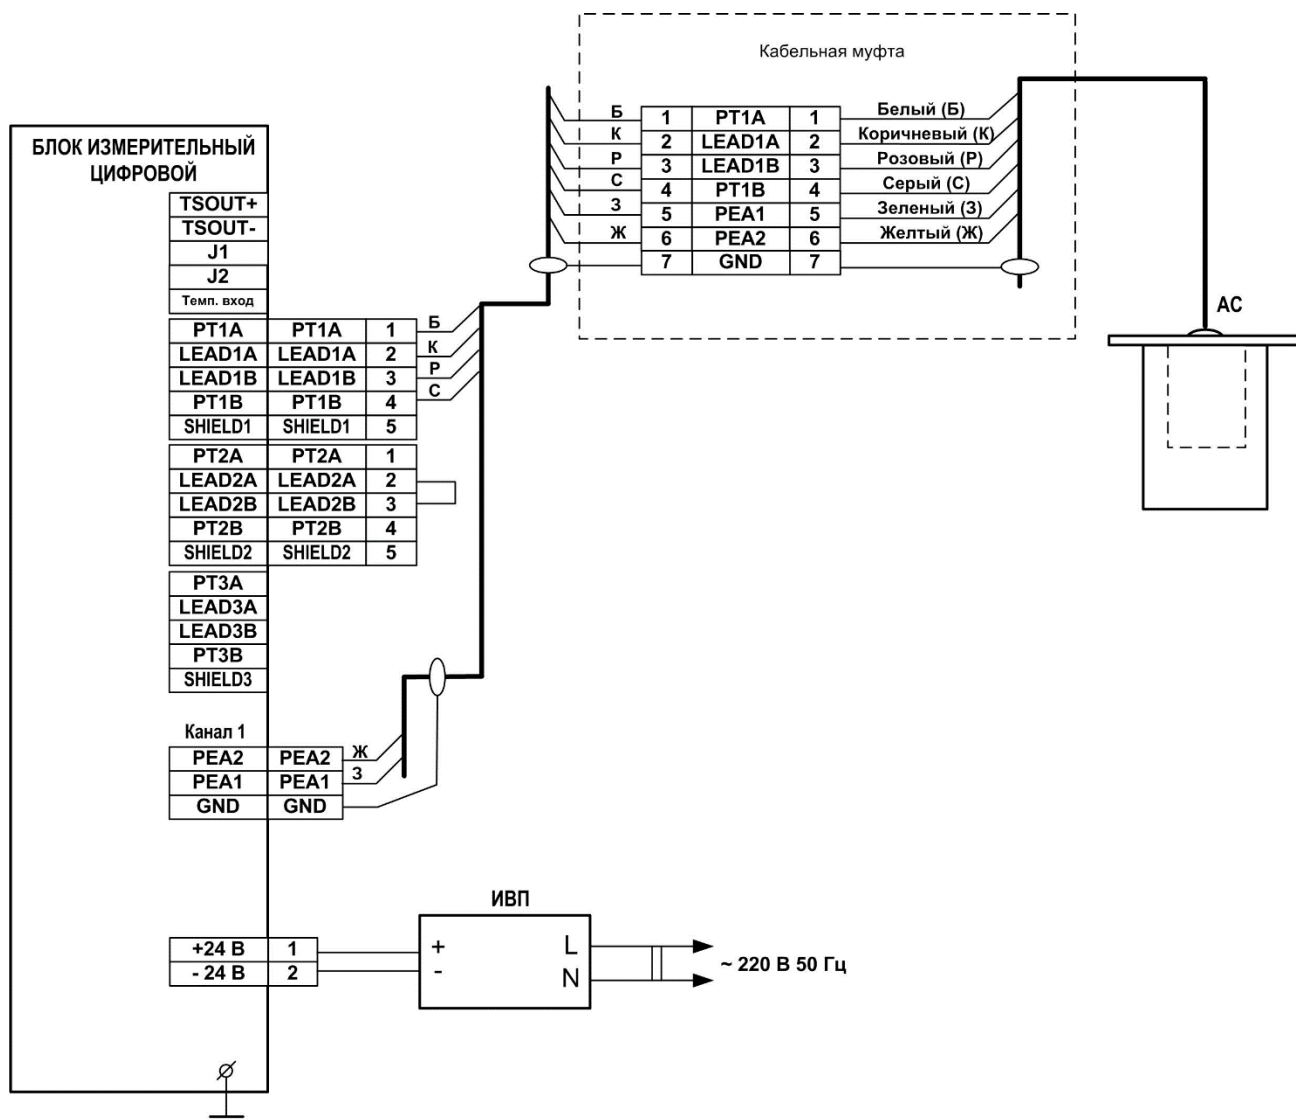 Кабельная муфта
Б 1 PT1A 1 Белый (Б)
К 2 LEAD1A 2 Коричневый (К)
Р 3 LEAD1B 3 Розовый (Р)
С 4 PT1B 4 Серый (С)
З 5 PEA1 5 Зеленый (З)
Ж 6 PEA2 6 Желтый (Ж)
7 GND 7
АС
БЛОК ИЗМЕРИТЕЛЬНЫЙ
ЦИФРОВОЙ
TSOUT+
TSOUT-
J1
J2
Темп. вход
PT1A PT1A 1 Б
LEAD1A LEAD1A 2 К
LEAD1B LEAD1B 3 Р
PT1B PT1B 4 С
SHIELD1 SHIELD1 5
PT2A PT2A 1
LEAD2A LEAD2A 2
LEAD2B LEAD2B 3
PT2B PT2B 4
SHIELD2 SHIELD2 5
PT3A
LEAD3A
LEAD3B
PT3B
SHIELD3
Канал 1
PEA2 PEA2 Ж
PEA1 PEA1 З
GND GND
ИВП
+24 В 1 + L
- 24 В 2 - N
~ 220 В 50 Гц